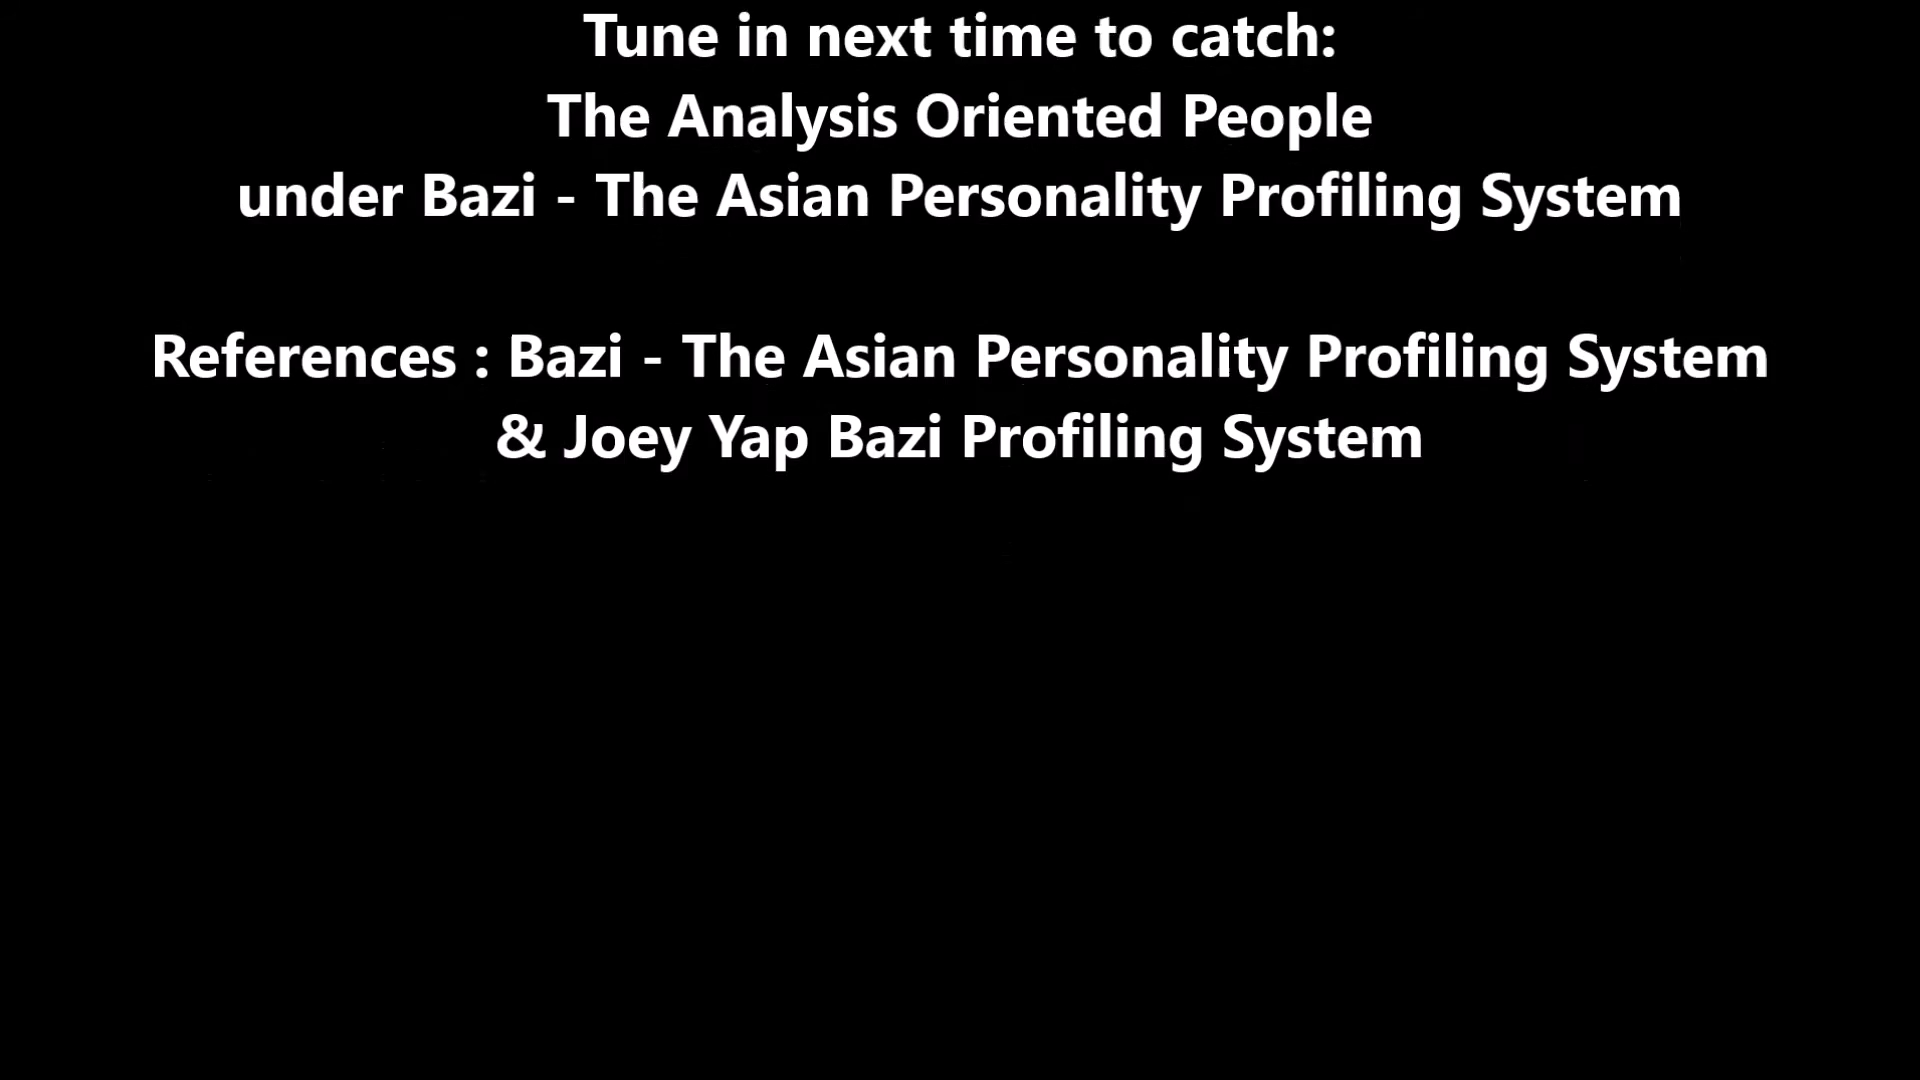 Tune in next time to catch:
The Analysis Oriented People
under Bazi - The Asian Personality Profiling System
References : Bazi - The Asian Personality Profiling System
& Joey Yap Bazi Profiling System